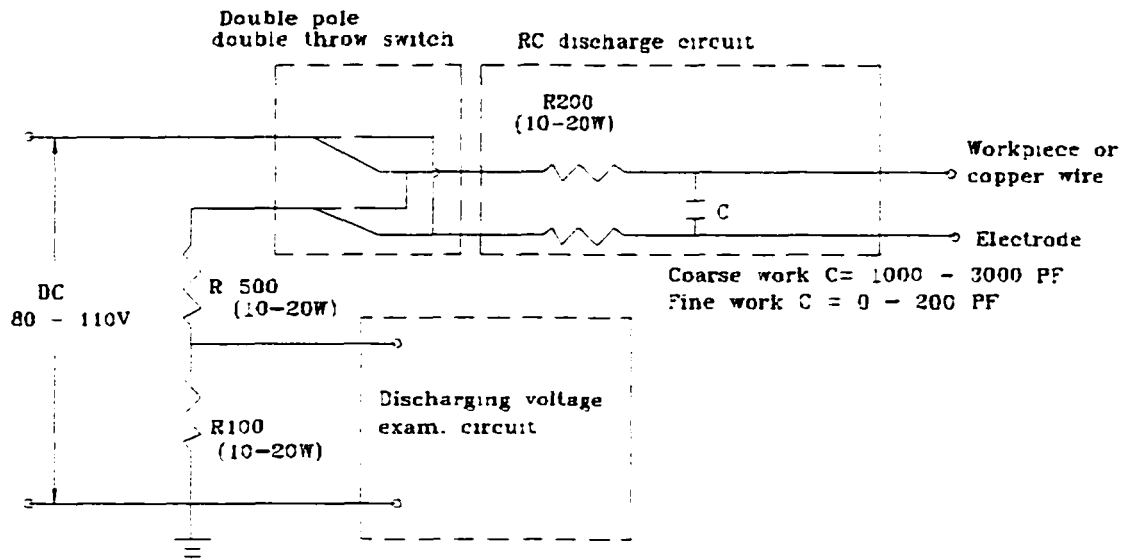 Double pole
double throw switch
RC discharge circuit
R200
(10-20W)
Workpiece or
copper wire
C
Electrode
Coarse work C= 1000 - 3000 PF
Fine work C = 0 - 200 PF
DC
80 - 110V
R 500
(10-20W)
Discharging voltage
exam. circuit
R100
(10-20W)